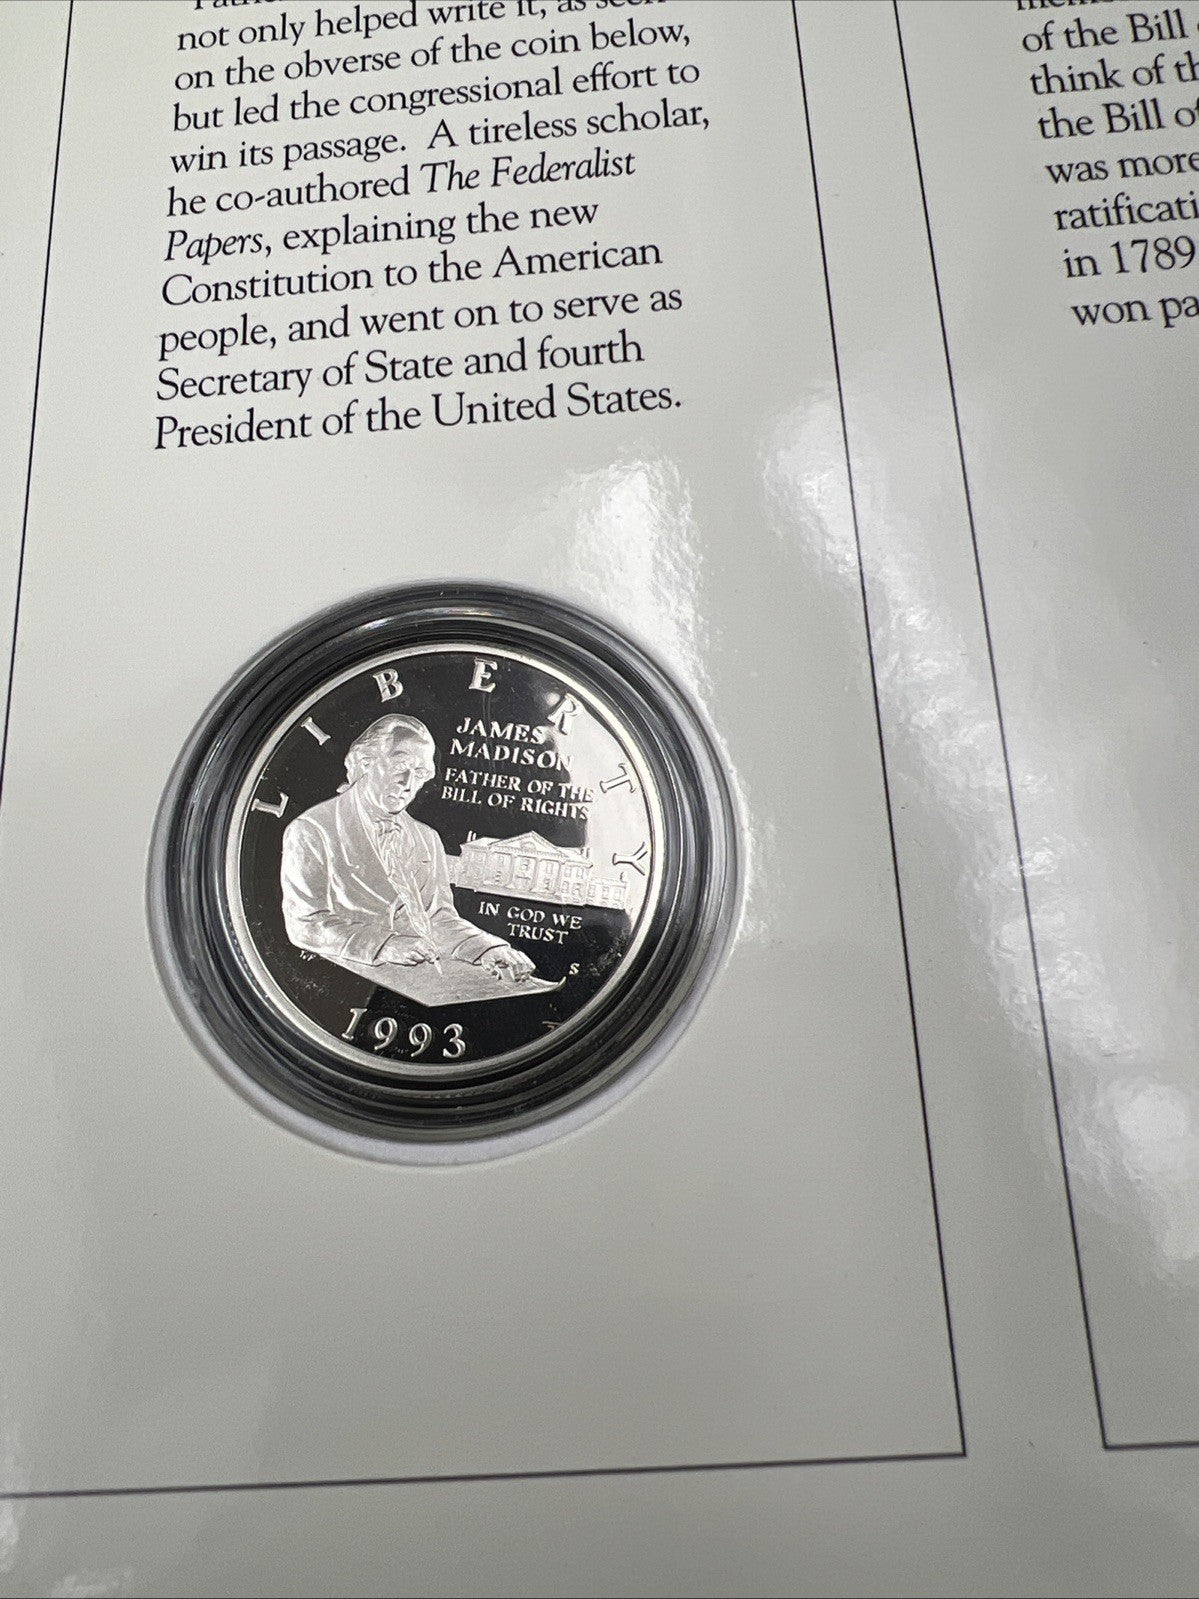 not only helped write it, as seen
on the obverse of the coin below,
but led the congressional effort to
win its passage. A tireless scholar,
he co-authored The Federalist
Papers, explaining the new
Constitution to the American
people, and went on to serve as
Secretary of State and fourth
President of the United States.
LIBERTY
JAMES
MADISON
FATHER OF THE
BILL OF RIGHTS
IN GOD WE
TRUST
S
1993
of the Bill
think of th
the Bill of
was more
ratificati
in 1789
won pa